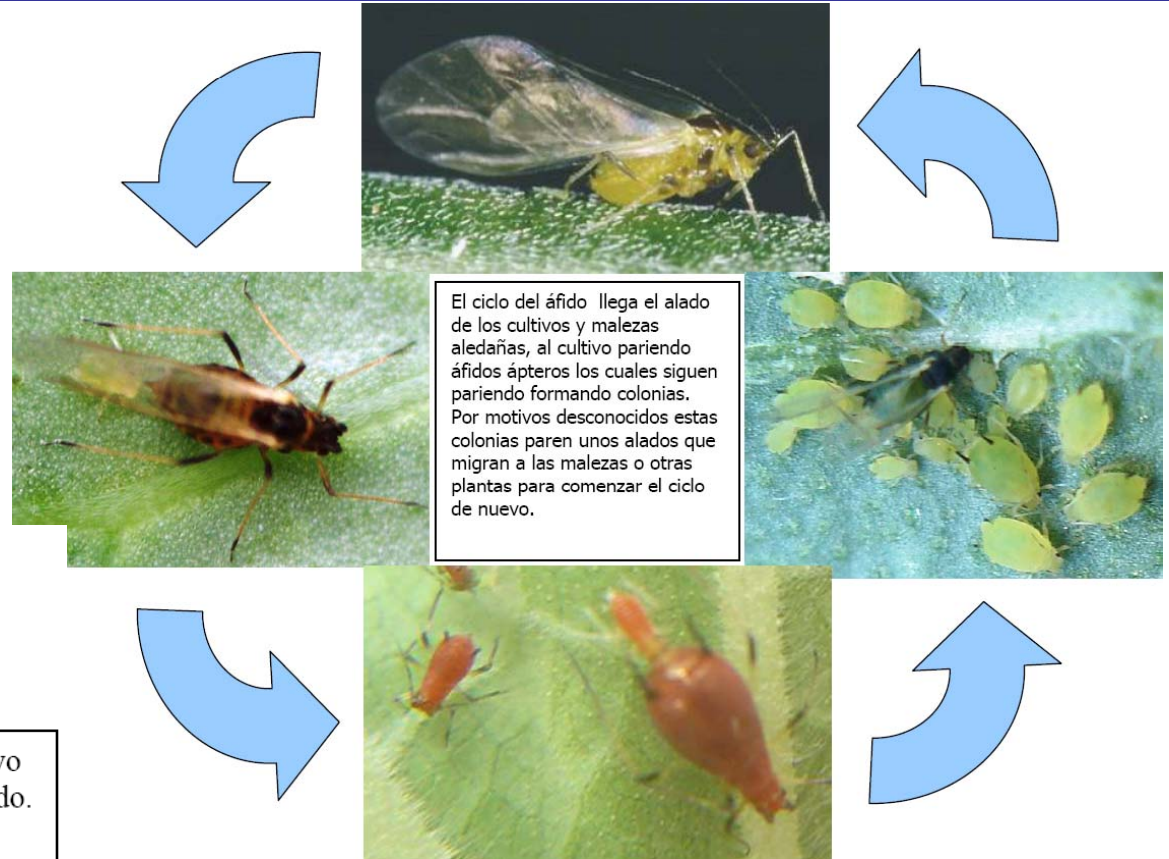 El ciclo del áfido  llega el alado
de los cultivos y malezas
aledañas, al cultivo pariendo
áfidos ápteros los cuales siguen
pariendo formando colonias.
Por motivos desconocidos estas
colonias paren unos alados que
migran a las malezas o otras
plantas para comenzar el ciclo
de nuevo.
vo
do.